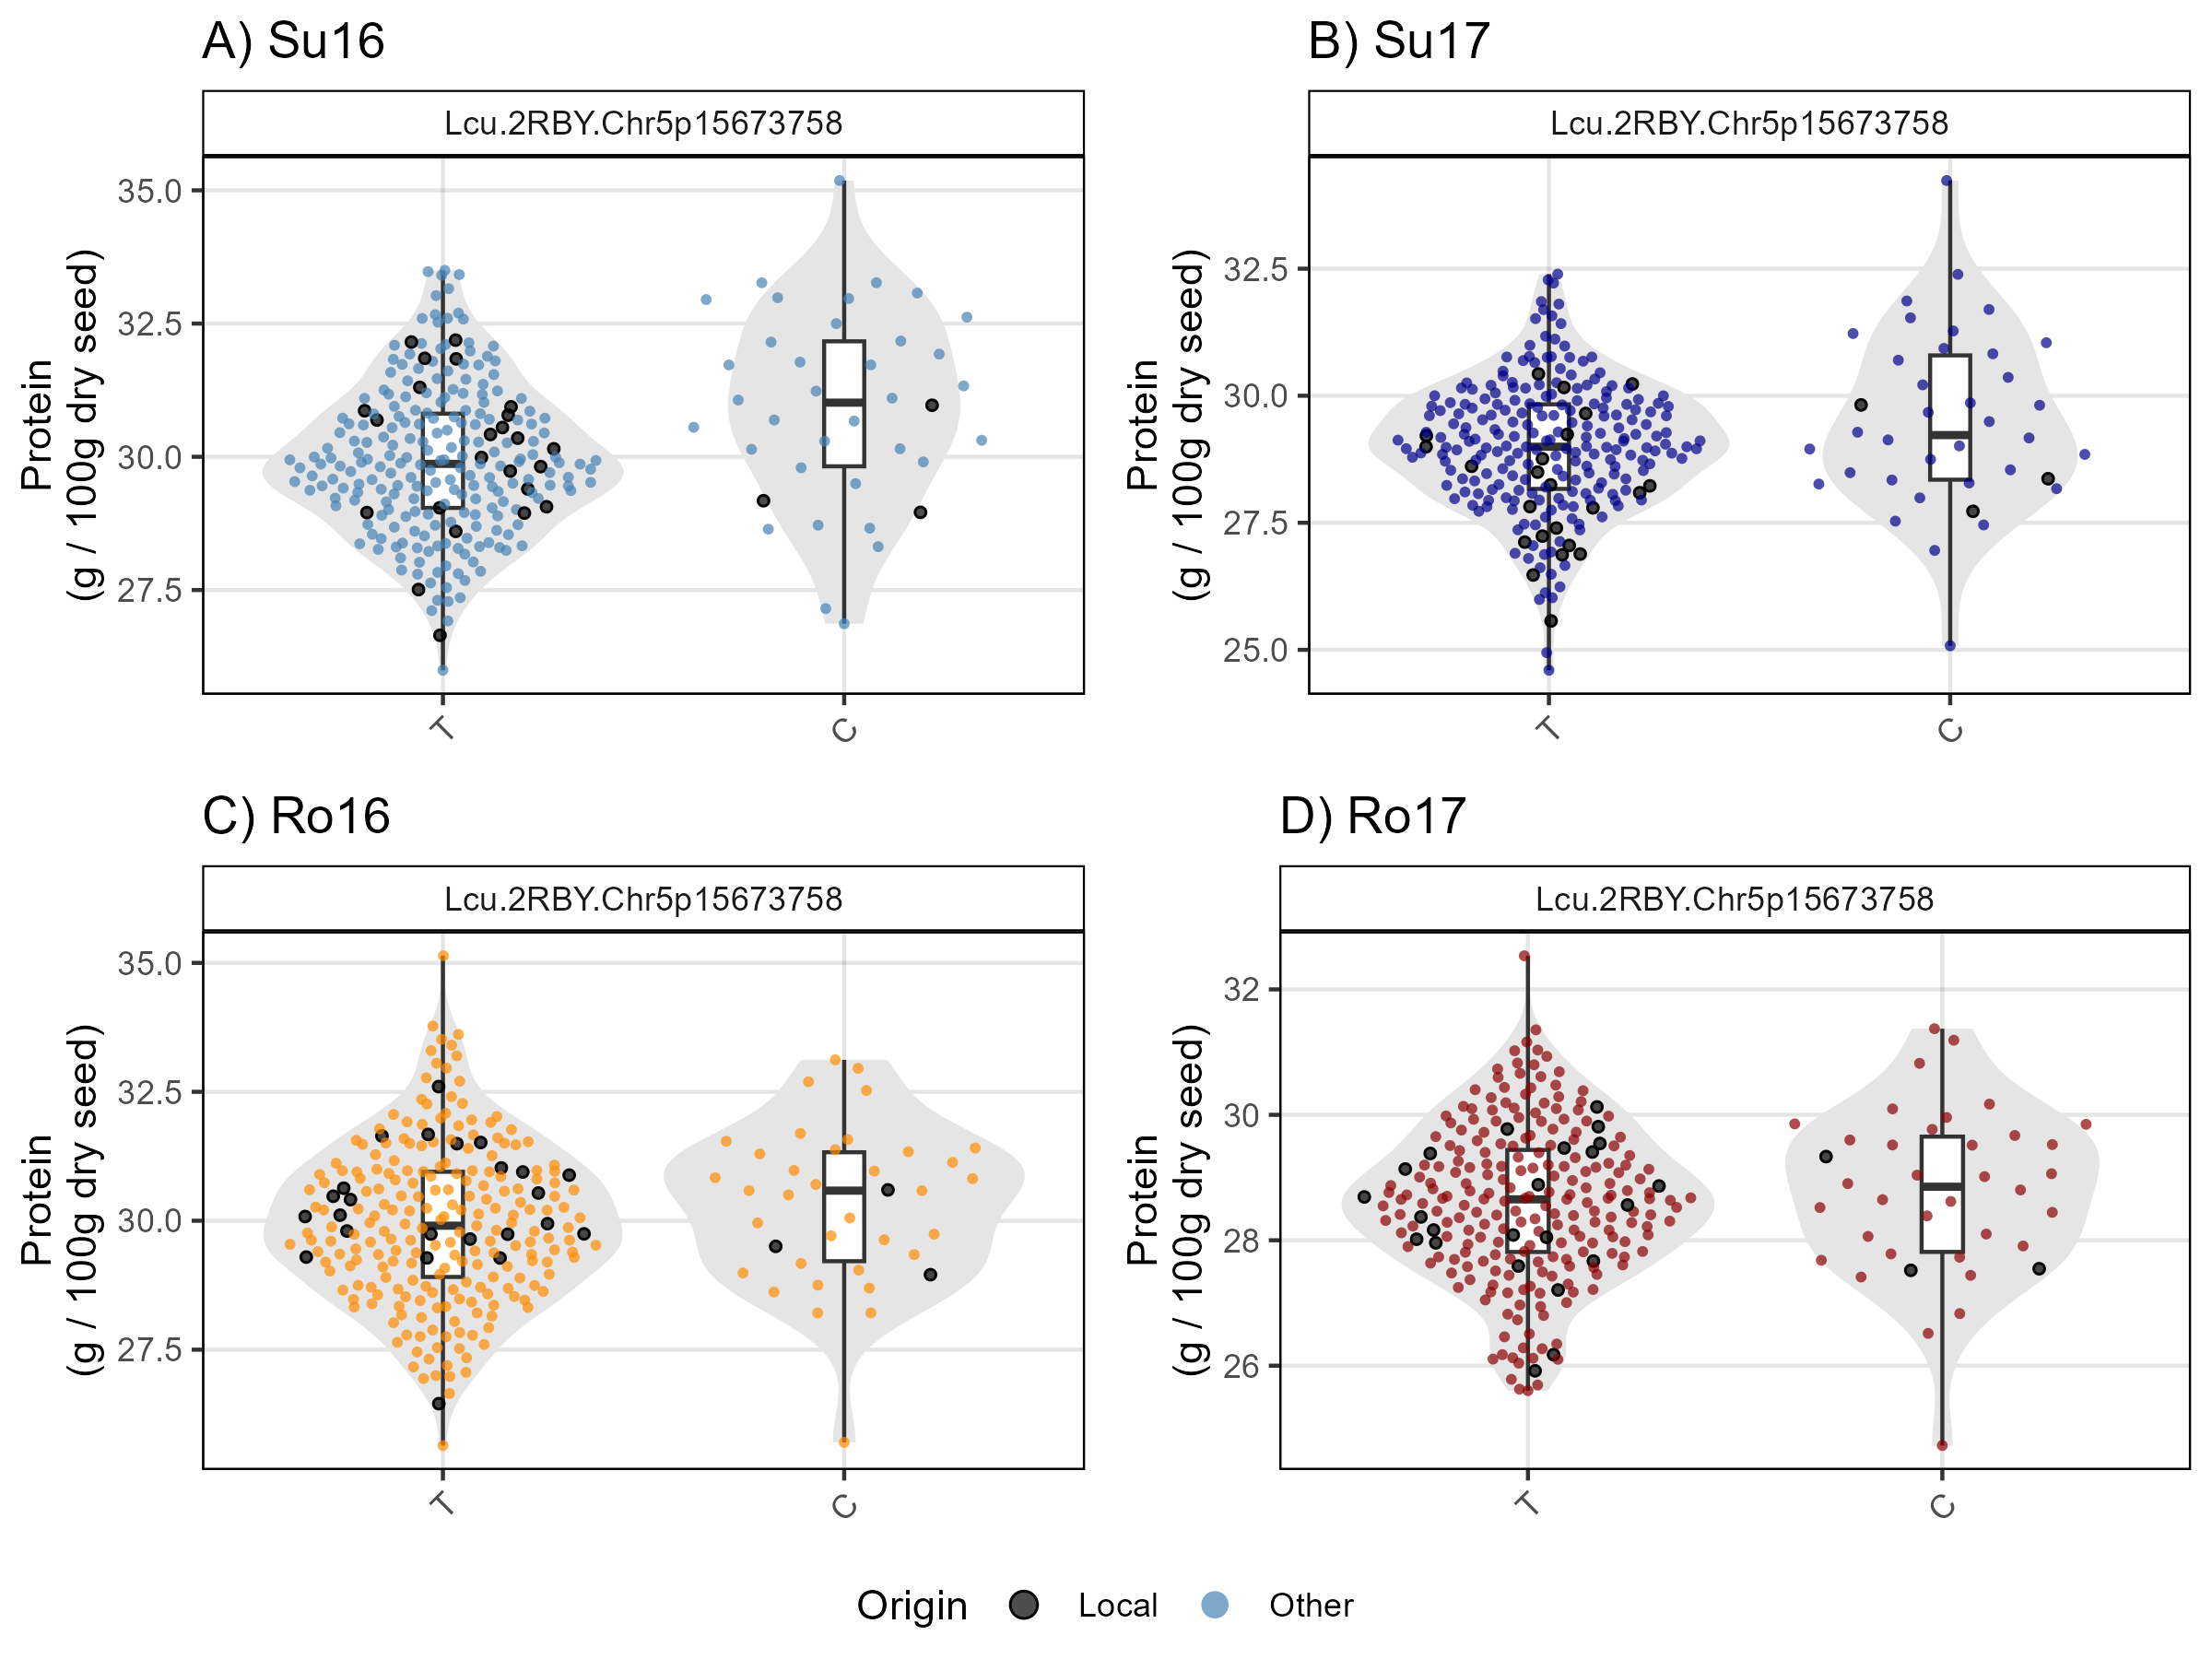 A) Su16
Lcu.2RBY.Chr5p15673758
Protein
(g / 100g dry seed)
35.0
32.5
30.0
27.5
T
C
B) Su17
Lcu.2RBY.Chr5p15673758
Protein
(g / 100g dry seed)
32.5
30.0
27.5
25.0
T
C
C) Ro16
Lcu.2RBY.Chr5p15673758
Protein
(g / 100g dry seed)
35.0
32.5
30.0
27.5
T
C
D) Ro17
Lcu.2RBY.Chr5p15673758
Protein
(g / 100g dry seed)
32
30
28
26
T
C
Origin Local Other